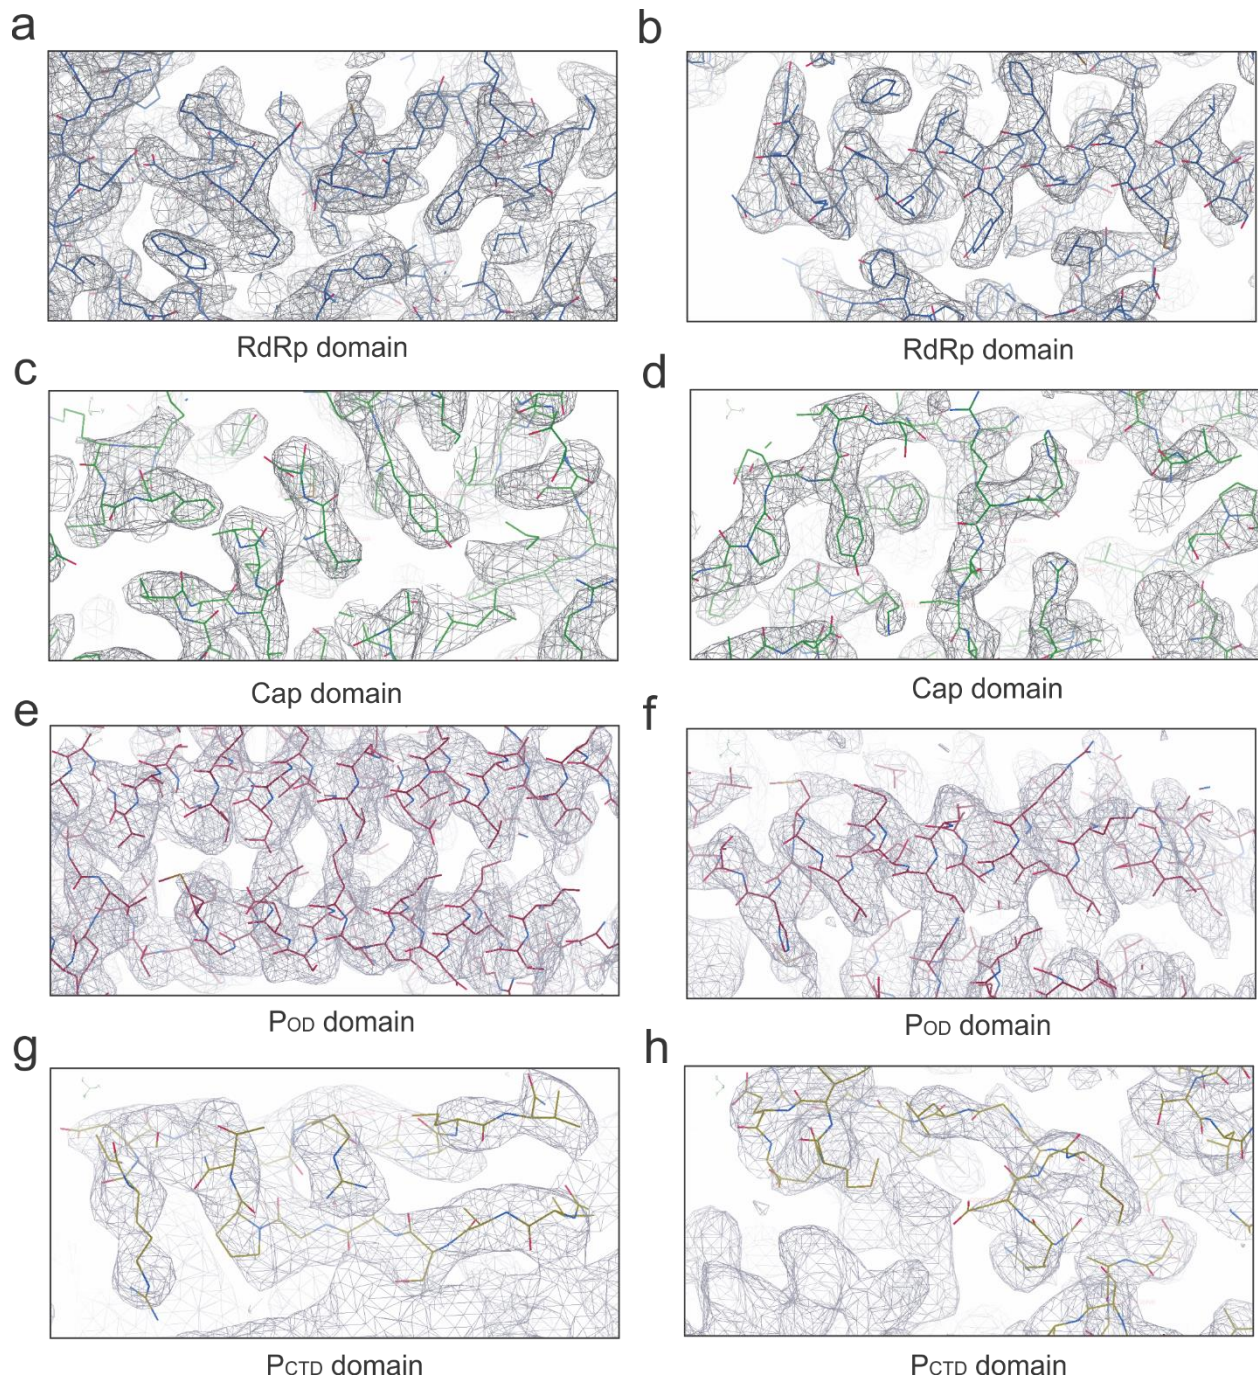 a
b
RdRp domain
RdRp domain
c
d
Cap domain
Cap domain
e
f
POD domain
POD domain
g
h
PCTD domain
PCTD domain